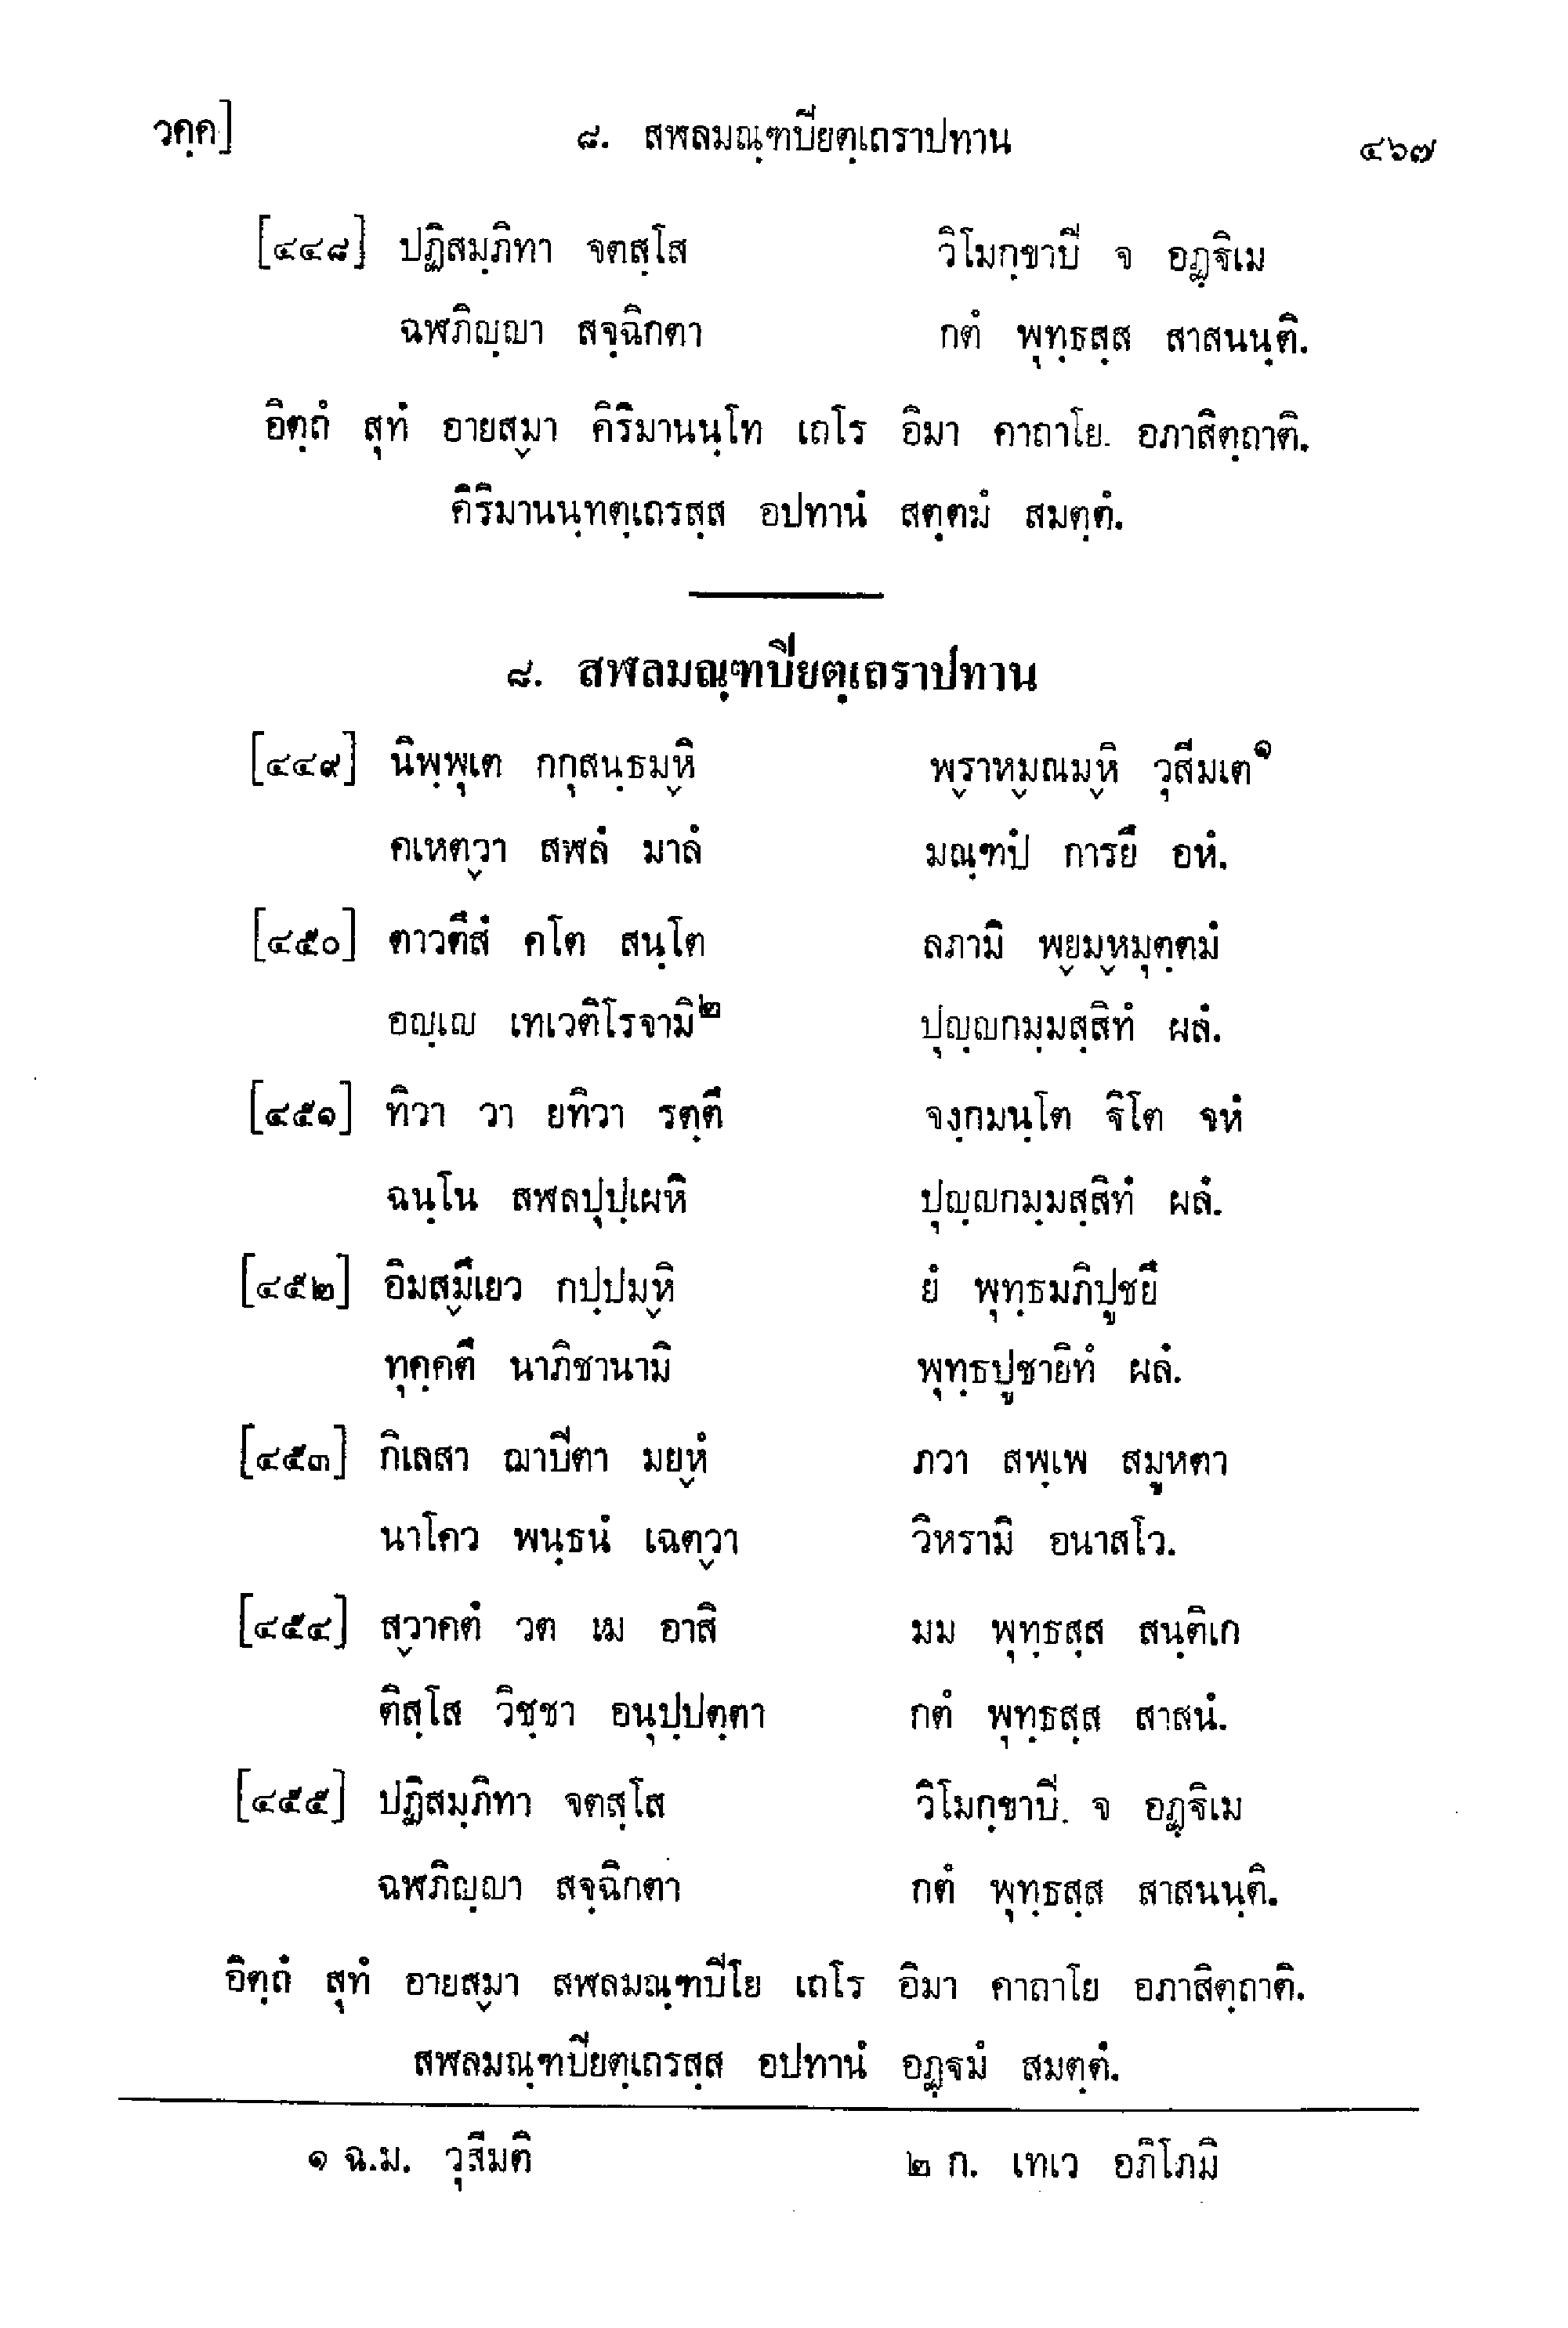 วคฺค] ๘. สฬลมณฺฑปียตฺเถราปทาน ๔๖๗
[๔๔๘] ปฏิสมฺภิทา จตสฺโส วิโมกฺขาปี จ อฏฺฐิเม
ฉฬภิญฺญา สจฺฉิกตา กตํ พุทฺธสฺส สาสนนฺติ.
อิตฺถํ สุทํ อายสฺมา คิริมานนฺโท เถโร อิมา คาถาโย อภาสิตฺถาติ.
คิริมานนฺทตฺเถรสฺส อปทานํ สตฺตมํ สมตฺตํ.
๘. สฬลมณฺฑปียตฺเถราปทาน
[๔๔๙] นิพฺพุเต กกุสนฺธมฺหิ พฺราหฺมณมฺหิ วุสีมเต๑
คเหตฺวา สฬลํ มาลํ มณฺฑปํ การยึ อหํ.
[๔๕๐] ตาวตึสํ คโต สนฺโต ลภามิ พฺยมฺหมุตฺตมํ
อญฺเญ เทเวติโรจามิ๒ ปุญฺญกมฺมสฺสิทํ ผลํ.
[๔๕๑] ทิวา วา ยทิวา รตฺตึ จงฺกมนฺโต ฐิโต จหํ
ฉนฺโน สฬลปุปฺเผหิ ปุญฺญกมฺมสฺสิทํ ผลํ.
[๔๕๒] อิมสฺมึเยว กปฺปมฺหิ ยํ พุทฺธมภิปูชยึ
ทุคฺคตึ นาภิชานามิ พุทฺธปูชายิทํ ผลํ.
[๔๕๓] กิเลสา ฌาปีตา มยฺหํ ภวา สพฺเพ สมูหตา
นาโคว พนฺธนํ เฉตฺวา วิหรามิ อนาสโว.
[๔๕๔] สฺวาคตํ วต เม อาสิ มม พุทฺธสฺส สนฺติเก
ติสฺโส วิชฺชา อนุปฺปตฺตา กตํ พุทฺธสฺส สาสนํ.
[๔๕๕] ปฏิสมฺภิทา จตสฺโส วิโมกฺขาปี จ อฏฺฐิเม
ฉฬภิญฺญา สจฺฉิกตา กตํ พุทฺธสฺส สาสนนฺติ.
อิตฺถํ สุทํ อายสฺมา สฬลมณฺฑปีโย เถโร อิมา คาถาโย อภาสิตฺถาติ.
สฬลมณฺฑปียตฺเถรสฺส อปทานํ อฏฺฐมํ สมตฺตํ.
๑ ฉ.ม. วุสีมติ ๒ ก. เทเว อภิโภมิ